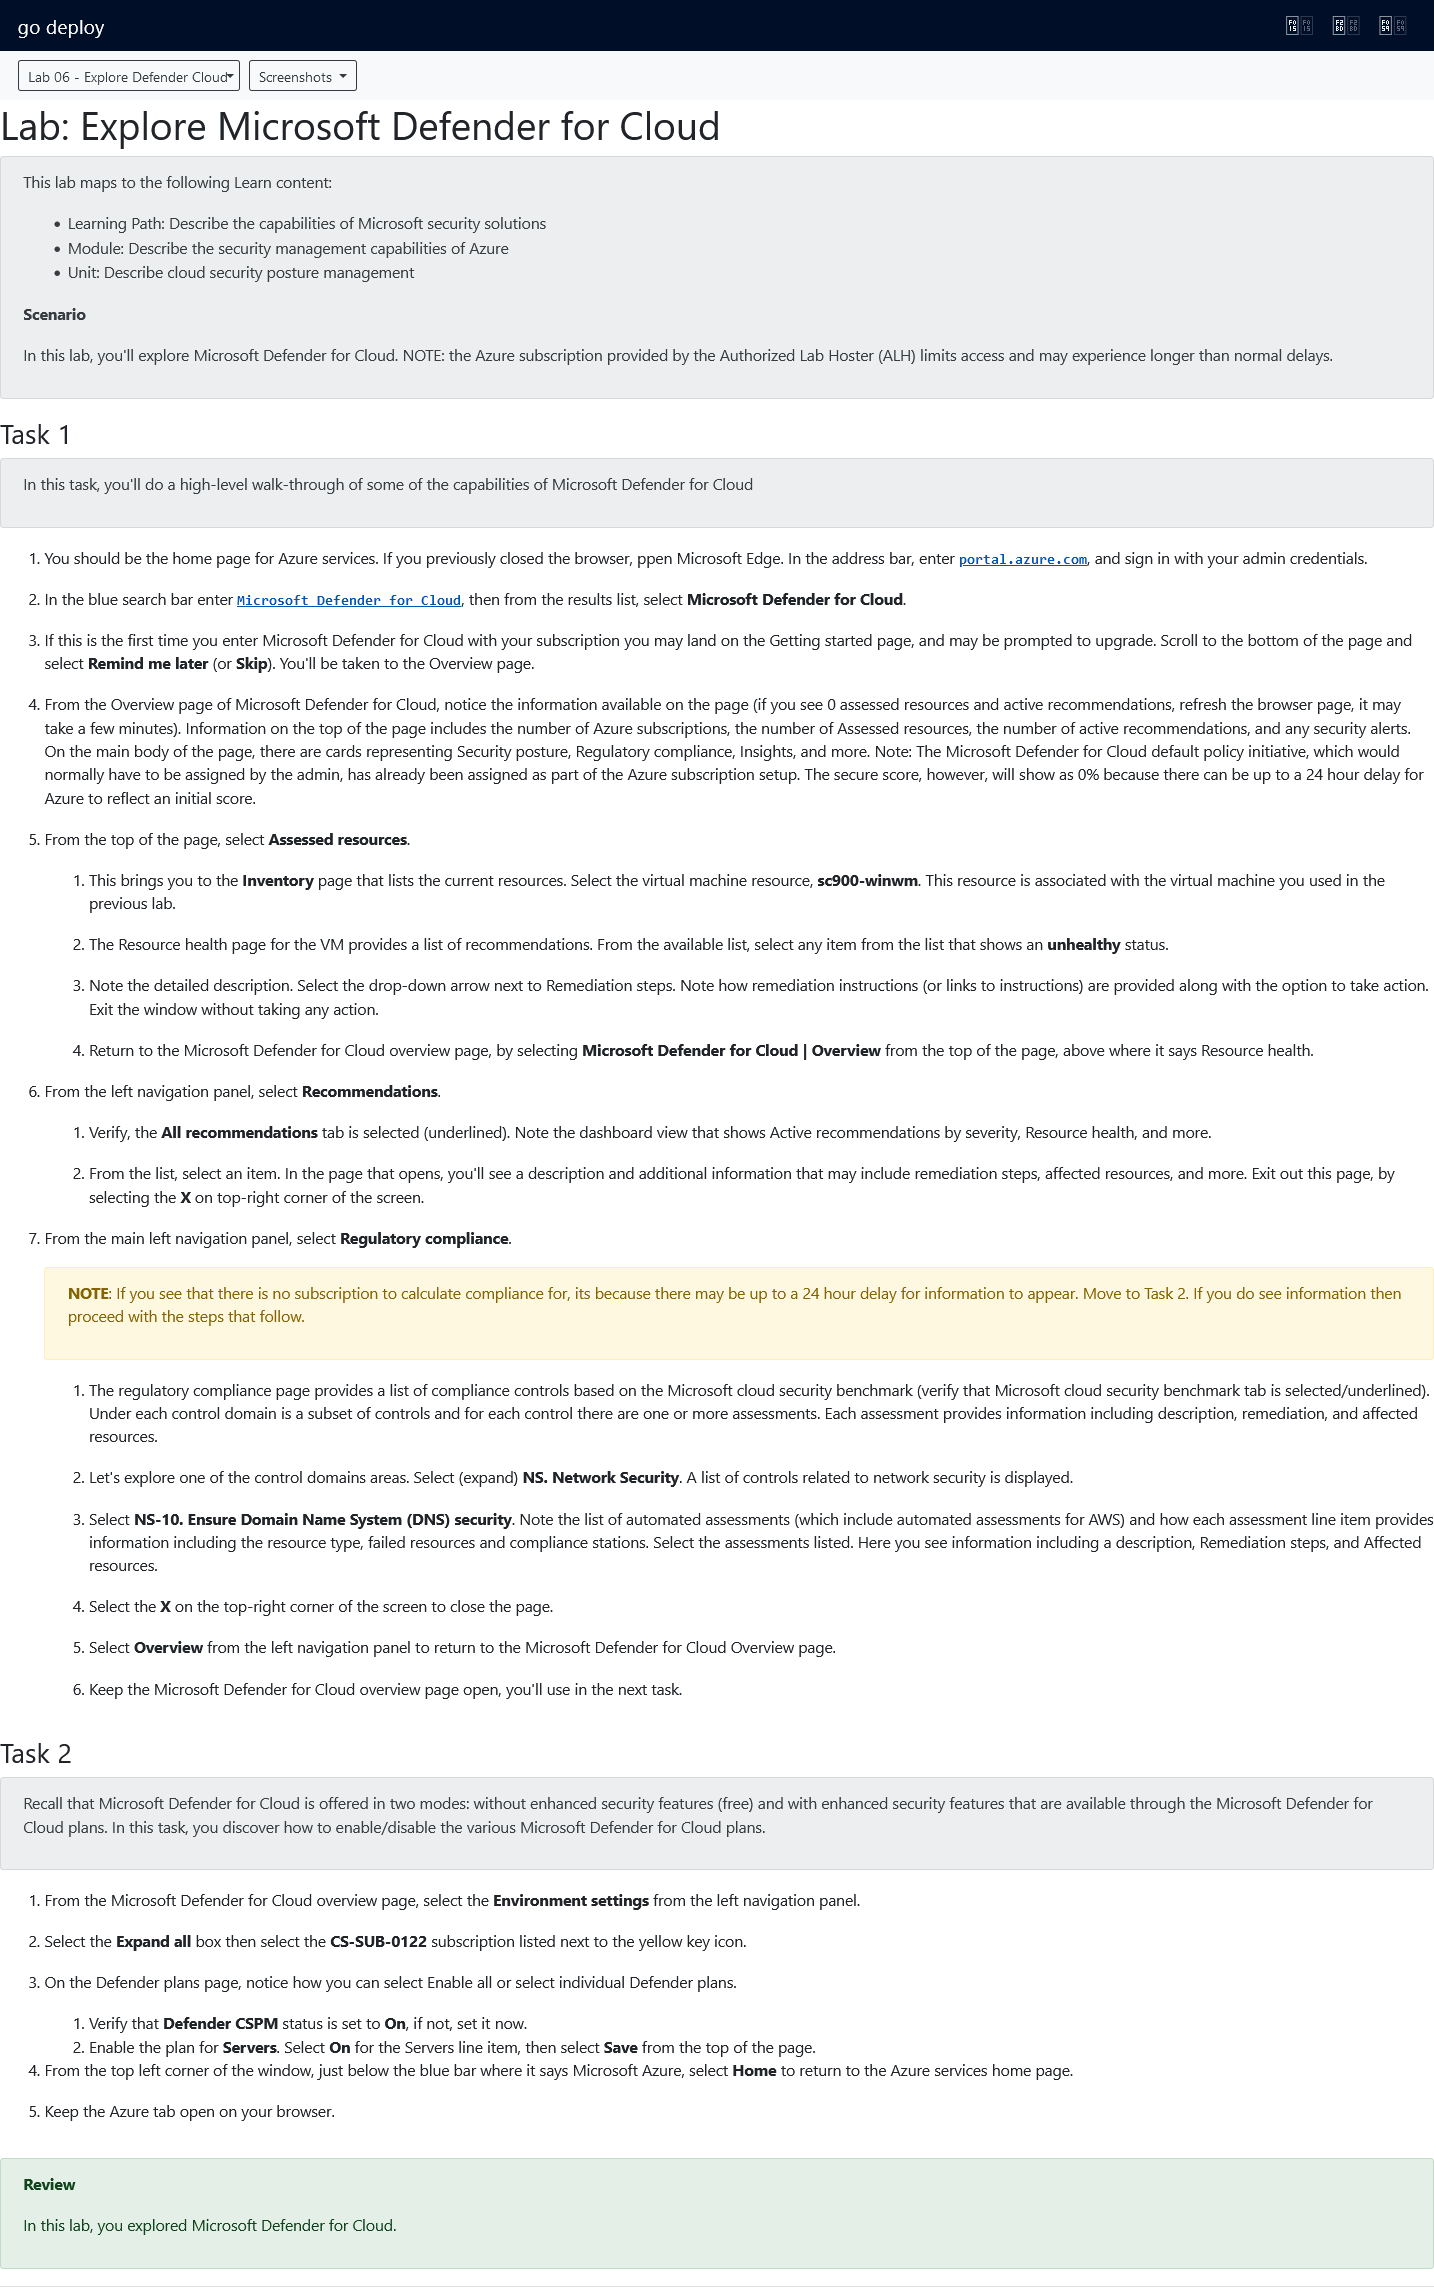 go deploy
Lab 06 - Explore Defender Cloud
Screenshots
Lab: Explore Microsoft Defender for Cloud
This lab maps to the following Learn content:
• Learning Path: Describe the capabilities of Microsoft security solutions
• Module: Describe the security management capabilities of Azure
• Unit: Describe cloud security posture management
Scenario
In this lab, you'll explore Microsoft Defender for Cloud. NOTE: the Azure subscription provided by the Authorized Lab Hoster (ALH) limits access and may experience longer than normal delays.
Task 1
In this task, you'll do a high-level walk-through of some of the capabilities of Microsoft Defender for Cloud
1. You should be the home page for Azure services. If you previously closed the browser, ppen Microsoft Edge. In the address bar, enter portal.azure.com, and sign in with your admin credentials.
2. In the blue search bar enter Microsoft Defender for Cloud, then from the results list, select Microsoft Defender for Cloud.
3. If this is the first time you enter Microsoft Defender for Cloud with your subscription you may land on the Getting started page, and may be prompted to upgrade. Scroll to the bottom of the page and
select Remind me later (or Skip). You'll be taken to the Overview page.
4. From the Overview page of Microsoft Defender for Cloud, notice the information available on the page (if you see 0 assessed resources and active recommendations, refresh the browser page, it may
take a few minutes). Information on the top of the page includes the number of Azure subscriptions, the number of Assessed resources, the number of active recommendations, and any security alerts.
On the main body of the page, there are cards representing Security posture, Regulatory compliance, Insights, and more. Note: The Microsoft Defender for Cloud default policy initiative, which would
normally have to be assigned by the admin, has already been assigned as part of the Azure subscription setup. The secure score, however, will show as 0% because there can be up to a 24 hour delay for
Azure to reflect an initial score.
5. From the top of the page, select Assessed resources.
1. This brings you to the Inventory page that lists the current resources. Select the virtual machine resource, sc900-winwm. This resource is associated with the virtual machine you used in the
previous lab.
2. The Resource health page for the VM provides a list of recommendations. From the available list, select any item from the list that shows an unhealthy status.
3. Note the detailed description. Select the drop-down arrow next to Remediation steps. Note how remediation instructions (or links to instructions) are provided along with the option to take action.
Exit the window without taking any action.
4. Return to the Microsoft Defender for Cloud overview page, by selecting Microsoft Defender for Cloud | Overview from the top of the page, above where it says Resource health.
6. From the left navigation panel, select Recommendations.
1. Verify, the All recommendations tab is selected (underlined). Note the dashboard view that shows Active recommendations by severity, Resource health, and more.
2. From the list, select an item. In the page that opens, you'll see a description and additional information that may include remediation steps, affected resources, and more. Exit out this page, by
selecting the X on top-right corner of the screen.
7. From the main left navigation panel, select Regulatory compliance.
NOTE: If you see that there is no subscription to calculate compliance for, its because there may be up to a 24 hour delay for information to appear. Move to Task 2. If you do see information then
proceed with the steps that follow.
1. The regulatory compliance page provides a list of compliance controls based on the Microsoft cloud security benchmark (verify that Microsoft cloud security benchmark tab is selected/underlined).
Under each control domain is a subset of controls and for each control there are one or more assessments. Each assessment provides information including description, remediation, and affected
resources.
2. Let's explore one of the control domains areas. Select (expand) NS. Network Security. A list of controls related to network security is displayed.
3. Select NS-10. Ensure Domain Name System (DNS) security. Note the list of automated assessments (which include automated assessments for AWS) and how each assessment line item provides
information including the resource type, failed resources and compliance stations. Select the assessments listed. Here you see information including a description, Remediation steps, and Affected
resources.
4. Select the X on the top-right corner of the screen to close the page.
5. Select Overview from the left navigation panel to return to the Microsoft Defender for Cloud Overview page.
6. Keep the Microsoft Defender for Cloud overview page open, you'll use in the next task.
Task 2
Recall that Microsoft Defender for Cloud is offered in two modes: without enhanced security features (free) and with enhanced security features that are available through the Microsoft Defender for
Cloud plans. In this task, you discover how to enable/disable the various Microsoft Defender for Cloud plans.
1. From the Microsoft Defender for Cloud overview page, select the Environment settings from the left navigation panel.
2. Select the Expand all box then select the CS-SUB-0122 subscription listed next to the yellow key icon.
3. On the Defender plans page, notice how you can select Enable all or select individual Defender plans.
1. Verify that Defender CSPM status is set to On, if not, set it now.
2. Enable the plan for Servers. Select On for the Servers line item, then select Save from the top of the page.
4. From the top left corner of the window, just below the blue bar where it says Microsoft Azure, select Home to return to the Azure services home page.
5. Keep the Azure tab open on your browser.
Review
In this lab, you explored Microsoft Defender for Cloud.